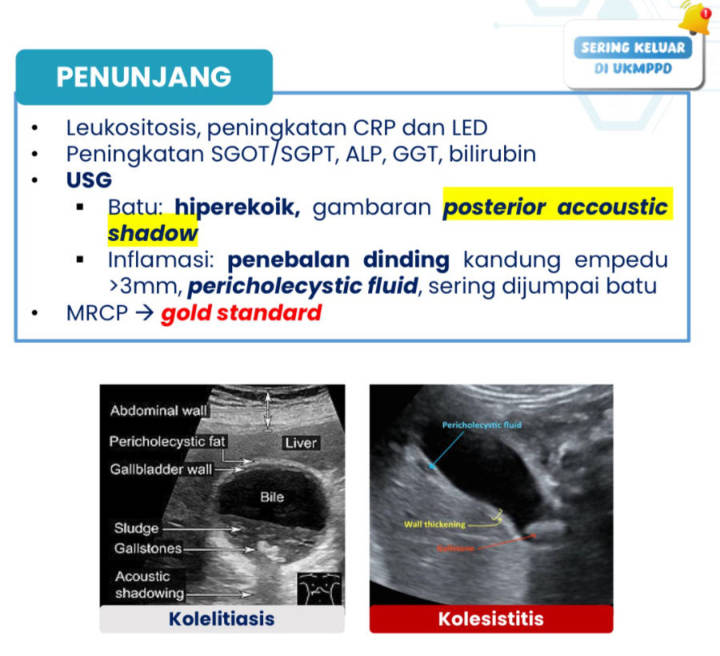 SERING KELUAR
DI UKMPPD
PENUNJANG
• Leukositosis, peningkatan CRP dan LED
• Peningkatan SGOT/SGPT, ALP, GGT, bilirubin
• USG
▪ Batu: hiperekoik, gambaran posterior accoustic
shadow
▪ Inflamasi: penebalan dinding kandung empedu
>3mm, pericholecystic fluid, sering dijumpai batu
• MRCP → gold standard
Abdominal wall
Pericholecystic fat
Liver
Gallbladder wall
Bile
Sludge
Gallstones
Acoustic
shadowing
Kolelitiasis
Pericholecystic fluid
Wall thickening
Kolesistitis